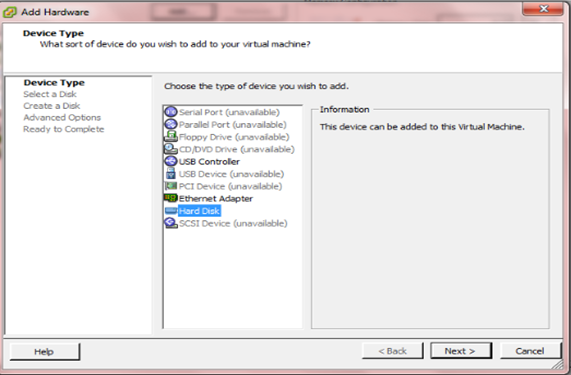 Add Hardware
Device Type
What sort of device do you wish to add to your virtual machine?
Device Type
Select a Disk
Create a Disk
Advanced Options
Ready to Complete
Choose the type of device you wish to add.
Serial Port (unavailable)
Parallel Port (unavailable)
Floppy Drive (unavailable)
CD/DVD Drive (unavailable)
USB Controller
USB Device (unavailable)
PCI Device (unavailable)
Ethernet Adapter
Hard Disk
SCSI Device (unavailable)
Information
This device can be added to this Virtual Machine.
Help
< Back
Next >
Cancel